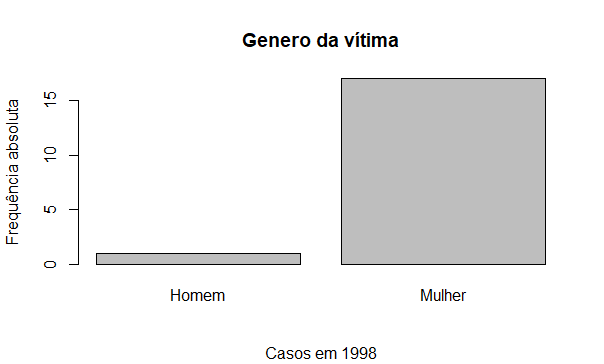 Genero da vítima
Frequência absoluta
15
10
5
0
Homem
Mulher
Casos em 1998